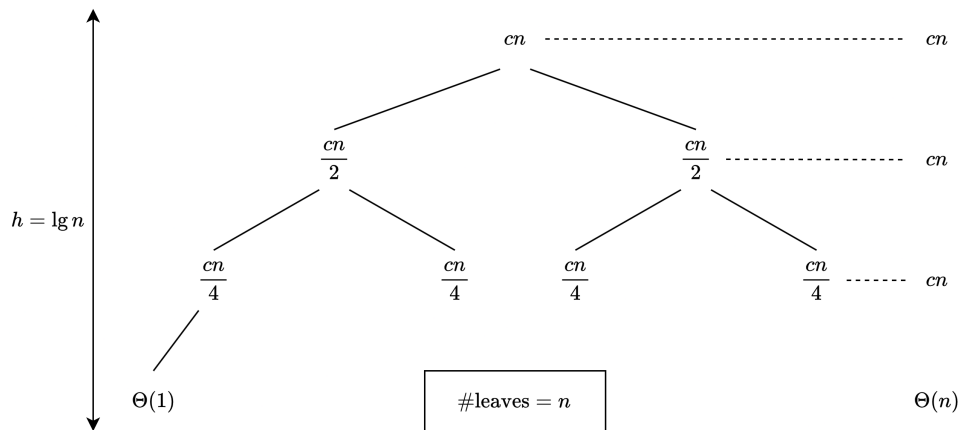 cn cn
cn/2 cn/2 cn
h = lg n
cn/4 cn/4 cn/4 cn/4 cn
Θ(1) #leaves = n Θ(n)